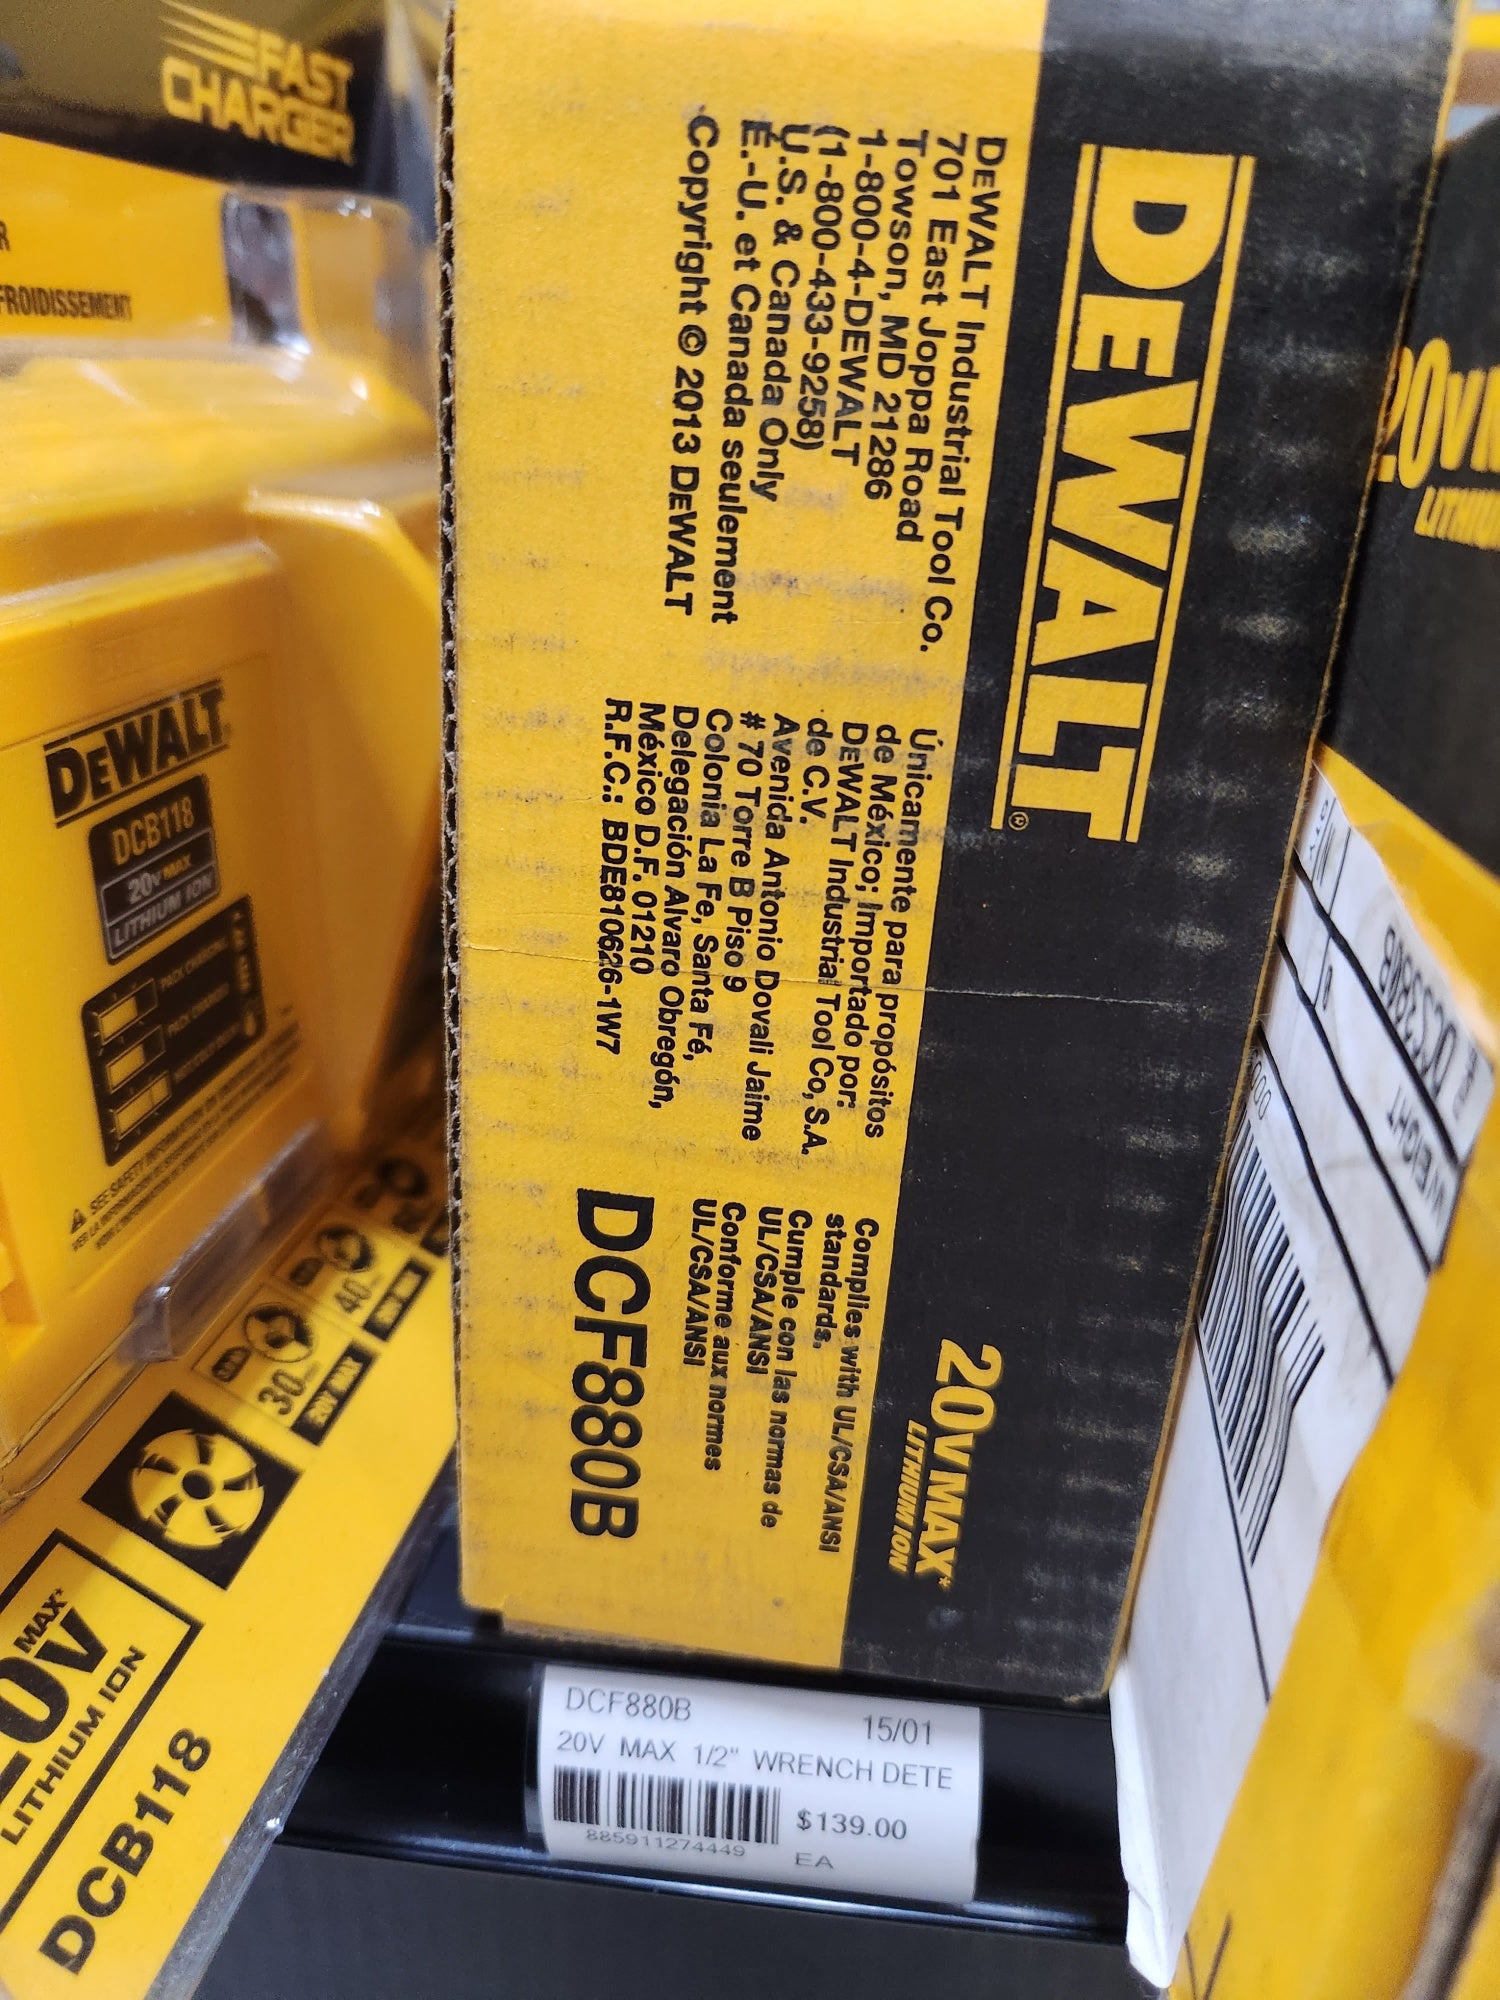 FAST
CHARGER
FROIDISSEMENT
DEWALT
DCB118
20V MAX
LITHIUM ION
PACK CHARGING
30
40
20V MAX
MAX*
LITHIUM ION
DCB118
DEWALT®
20V MAX*
LITHIUM ION
DEWALT Industrial Tool Co.
701 East Joppa Road
Towson, MD 21286
1-800-4-DEWALT
(1-800-433-9258)
U.S. & Canada Only
E.-U. et Canada seulement
Copyright © 2013 DEWALT
Únicamente para propósitos
de México; Importado por:
DEWALT Industrial Tool Co, S.A.
de C.V.
Avenida Antonio Dovali Jaime
# 70 Torre B Piso 9
Colonia La Fe, Santa Fé,
Delegación Alvaro Obregón,
México D.F. 01210
R.F.C.: BDE810626-1W7
Complies with UL/CSA/ANSI
standards.
Cumple con las normas de
UL/CSA/ANSI
Conforme aux normes
UL/CSA/ANSI
DCF880B
DCF880B 15/01
20V MAX 1/2" WRENCH DETE
$139.00
885911274449 EA
DCS380B
WEIGHT